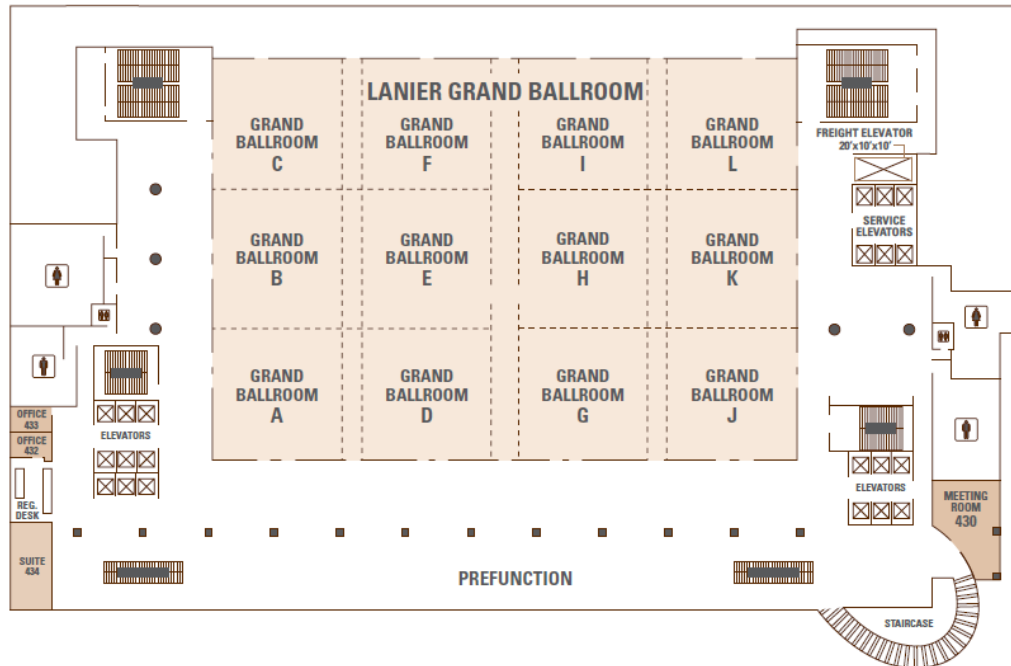 LANIER GRAND BALLROOM
GRAND
BALLROOM
C
GRAND
BALLROOM
F
GRAND
BALLROOM
I
GRAND
BALLROOM
L
FREIGHT ELEVATOR
20'x10'x10'
SERVICE
ELEVATORS
GRAND
BALLROOM
B
GRAND
BALLROOM
E
GRAND
BALLROOM
H
GRAND
BALLROOM
K
GRAND
BALLROOM
A
GRAND
BALLROOM
D
GRAND
BALLROOM
G
GRAND
BALLROOM
J
OFFICE
433
OFFICE
432
ELEVATORS
REG.
DESK
SUITE
434
ELEVATORS
MEETING
ROOM
430
PREFUNCTION
STAIRCASE